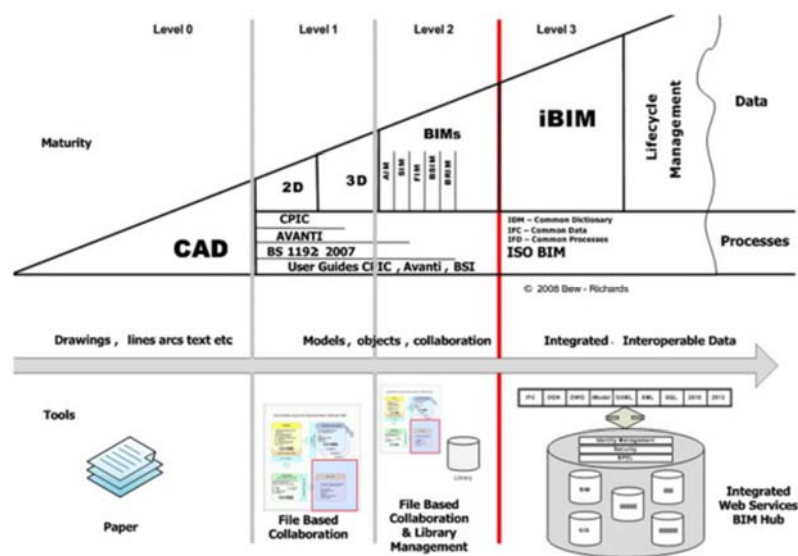 Level 0
Level 1
Level 2
Level 3
Maturity
CAD
2D
3D
BIMs
AIM
SIM
FIM
BSIM
BRIM
iBIM
Lifecycle
Management
Data
CPIC
AVANTI
BS 1192 2007
User Guides CPIC , Avanti , BSI
IDM – Common Dictionary
IFC – Common Data
IFD – Common Processes
ISO BIM
Processes
© 2008 Bew - Richards
Drawings , lines arcs text etc
Models , objects , collaboration
Integrated , Interoperable Data
Tools
Paper
File Based
Collaboration
Library
File Based
Collaboration
& Library
Management
IFC
DGN
DWG
XML
SQL
2010
2012
Identity Management
Security
Integrated
Web Services
BIM Hub